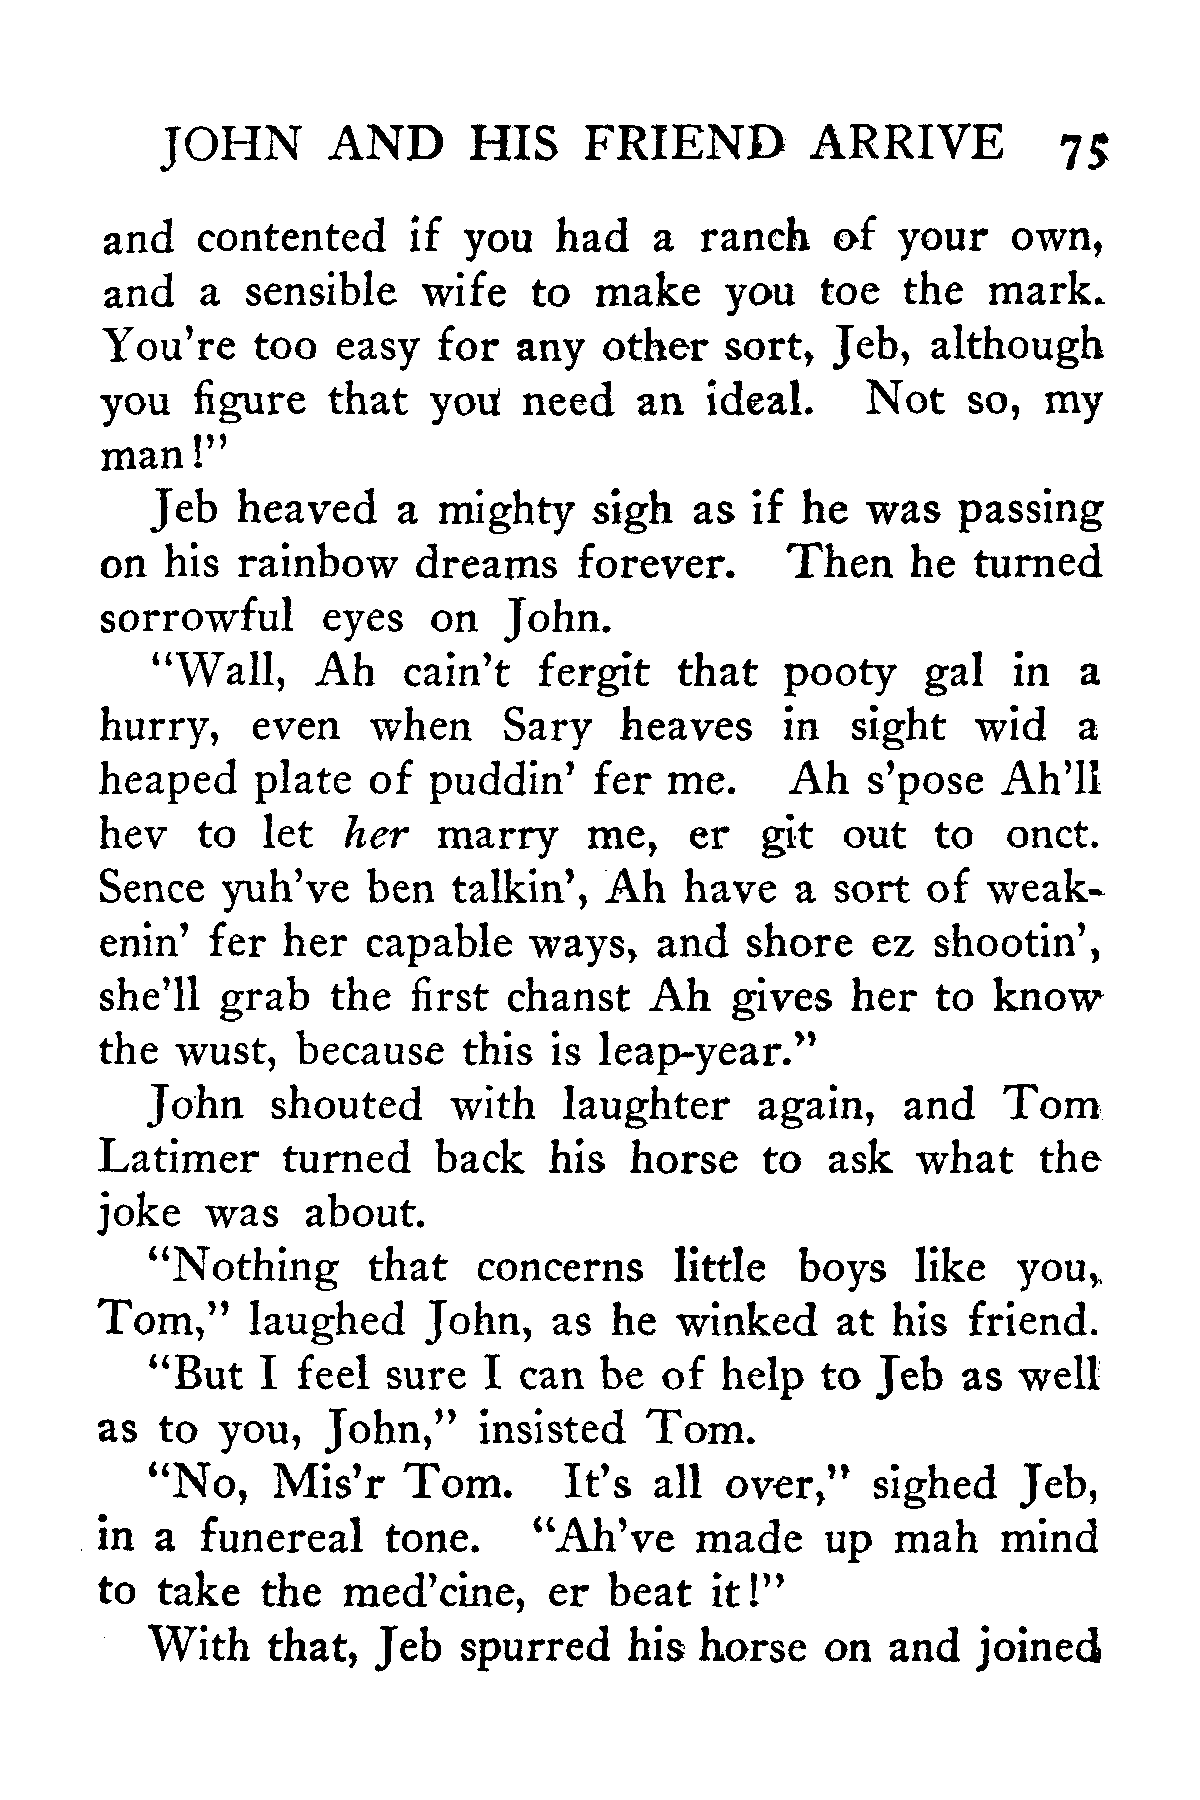 JOHN AND HIS FRIEND ARRIVE 75
and contented if you had a ranch of your own,
and a sensible wife to make you toe the mark.
You're too easy for any other sort, Jeb, although
you figure that you need an ideal. Not so, my
man!"
Jeb heaved a mighty sigh as if he was passing
on his rainbow dreams forever. Then he turned
sorrowful eyes on John.
"Wall, Ah cain't fergit that pooty gal in a
hurry, even when Sary heaves in sight wid a
heaped plate of puddin' fer me. Ah s'pose Ah'll
hev to let her marry me, er git out to onct.
Sence yuh've ben talkin', Ah have a sort of weak-
enin' fer her capable ways, and shore ez shootin',
she'll grab the first chanst Ah gives her to know
the wust, because this is leap-year."
John shouted with laughter again, and Tom
Latimer turned back his horse to ask what the
joke was about.
"Nothing that concerns little boys like you,
Tom," laughed John, as he winked at his friend.
"But I feel sure I can be of help to Jeb as well
as to you, John," insisted Tom.
"No, Mis'r Tom. It's all over," sighed Jeb,
in a funereal tone. "Ah've made up mah mind
to take the med'cine, er beat it!"
With that, Jeb spurred his horse on and joined